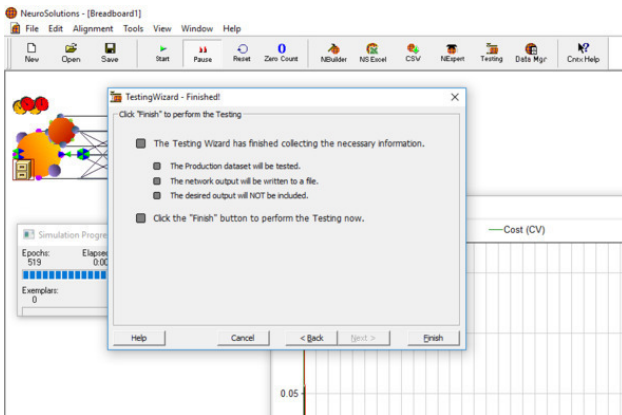 NeuroSolutions - [Breadboard1]
File Edit Alignment Tools View Window Help
New Open Save Start Pause Reset Zero Count NBuilder NS Excel CSV NExpert Testing Data Mgr Cntx Help
TestingWizard - Finished!
Click "Finish" to perform the Testing
The Testing Wizard has finished collecting the necessary information.
The Production dataset will be tested.
The network output will be written to a file.
The desired output will NOT be included.
Click the "Finish" button to perform the Testing now.
Simulation Progre
Epochs: Elapse
519 0:00
Exemplars:
0
Cost (CV)
Help Cancel < Back Next > Finish
0.05